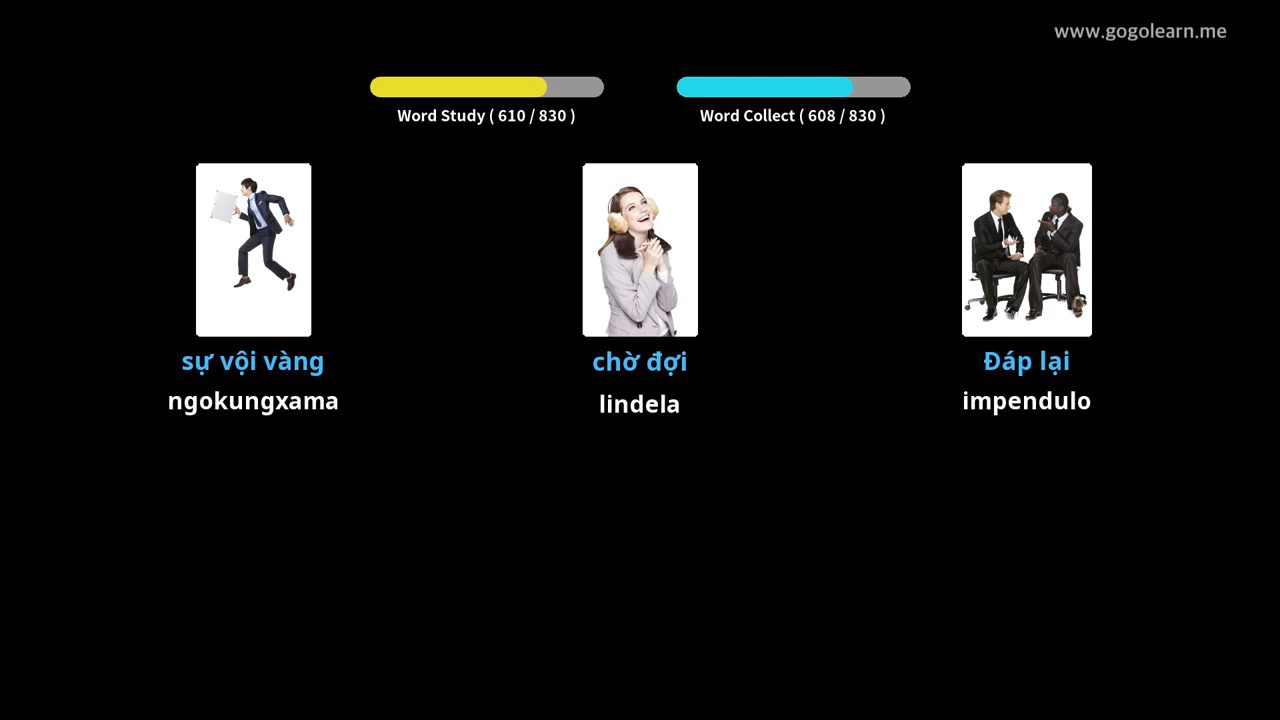 www.gogolearn.me
Word Study ( 610 / 830 )
Word Collect ( 608 / 830 )
sự vội vàng
ngokungxama
chờ đợi
lindela
Đáp lại
impendulo